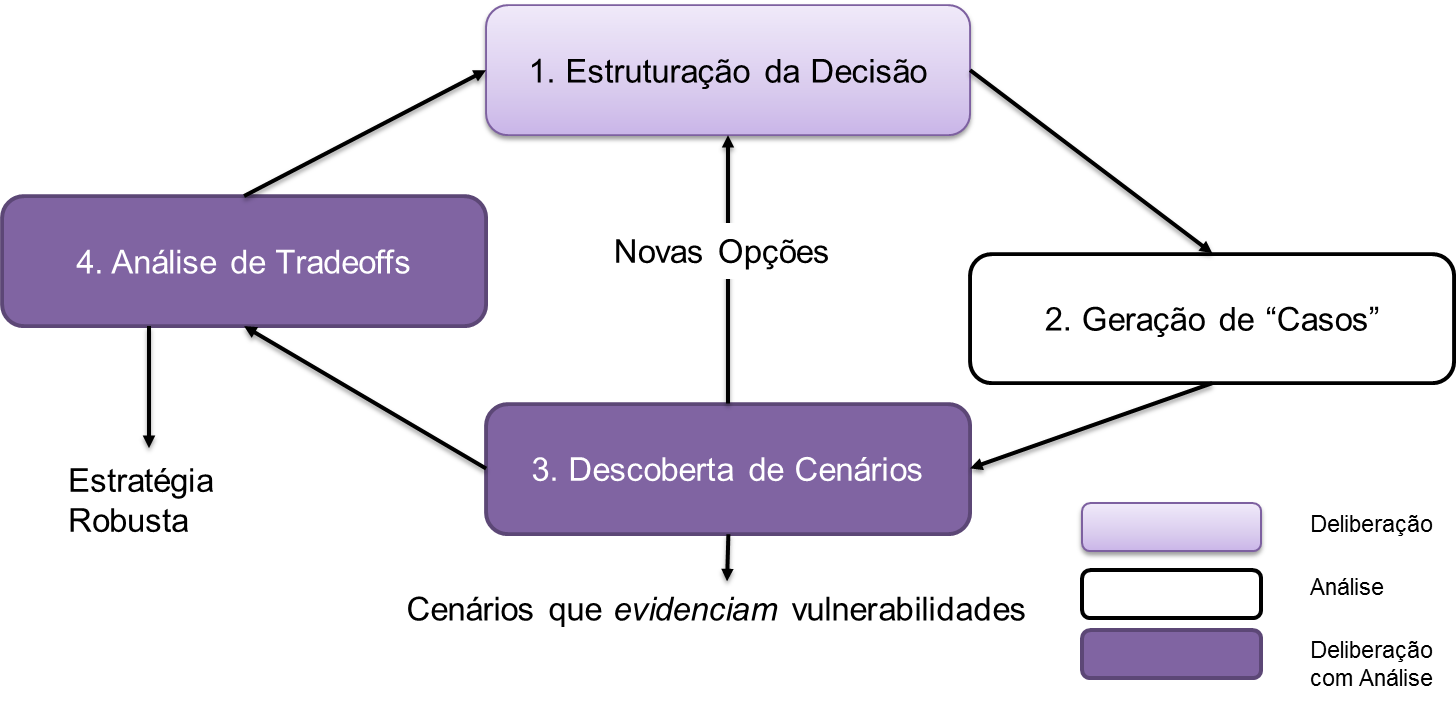 1. Estruturação da Decisão
4. Análise de Tradeoffs
Novas Opções
2. Geração de “Casos”
3. Descoberta de Cenários
Estratégia
Robusta
Cenários que evidenciam vulnerabilidades
Deliberação
Análise
Deliberação
com Análise